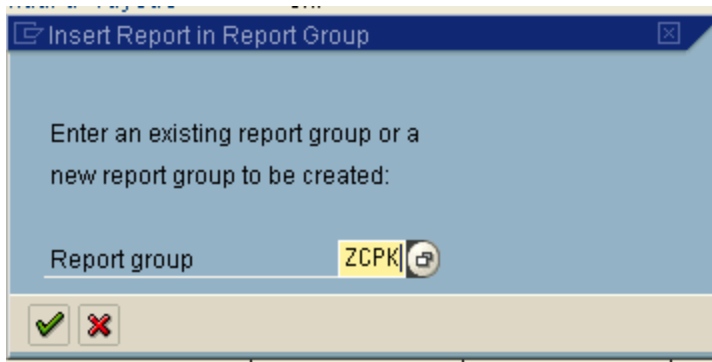 Insert Report in Report Group
Enter an existing report group or a
new report group to be created:
Report group ZCPK